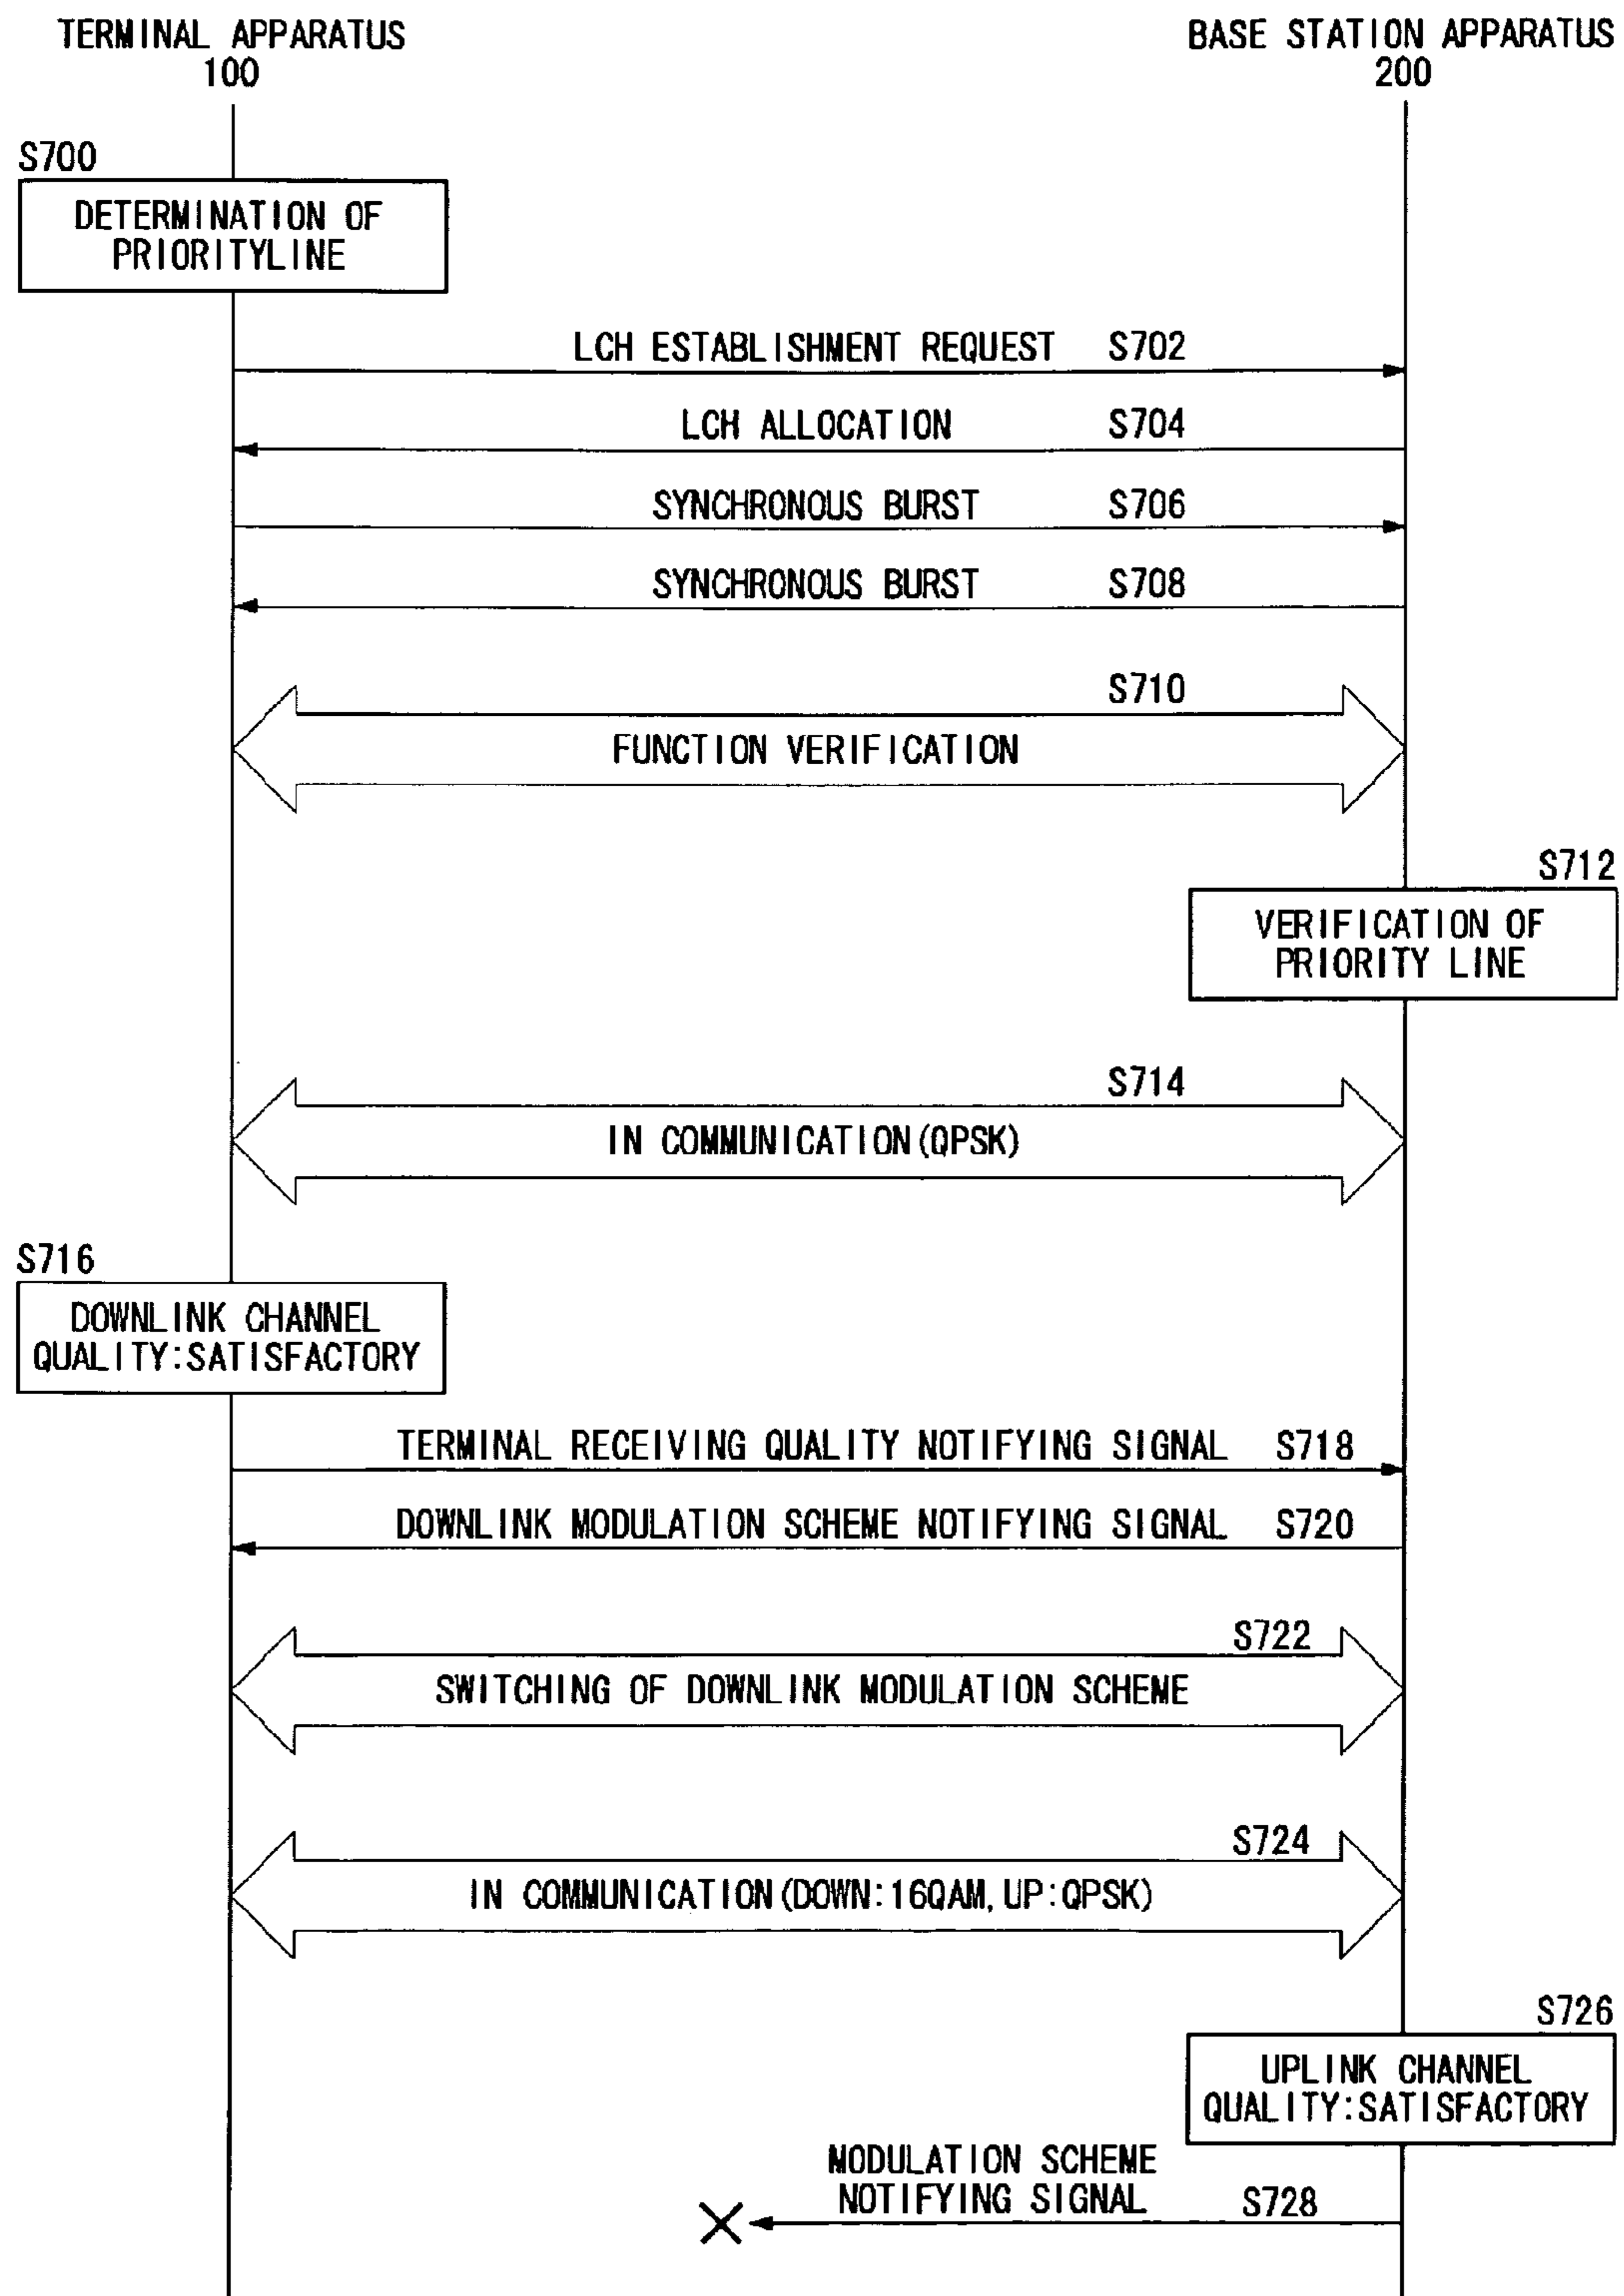 TERMINAL APPARATUS
100
BASE STATION APPARATUS
200
S700
DETERMINATION OF
PRIORITYLINE
LCH ESTABLISHMENT REQUEST S702
LCH ALLOCATION S704
SYNCHRONOUS BURST S706
SYNCHRONOUS BURST S708
S710
FUNCTION VERIFICATION
S712
VERIFICATION OF
PRIORITY LINE
S714
IN COMMUNICATION(QPSK)
S716
DOWNLINK CHANNEL
QUALITY:SATISFACTORY
TERMINAL RECEIVING QUALITY NOTIFYING SIGNAL S718
DOWNLINK MODULATION SCHEME NOTIFYING SIGNAL S720
S722
SWITCHING OF DOWNLINK MODULATION SCHEME
S724
IN COMMUNICATION(DOWN:16QAM,UP:QPSK)
S726
UPLINK CHANNEL
QUALITY:SATISFACTORY
MODULATION SCHEME
NOTIFYING SIGNAL S728